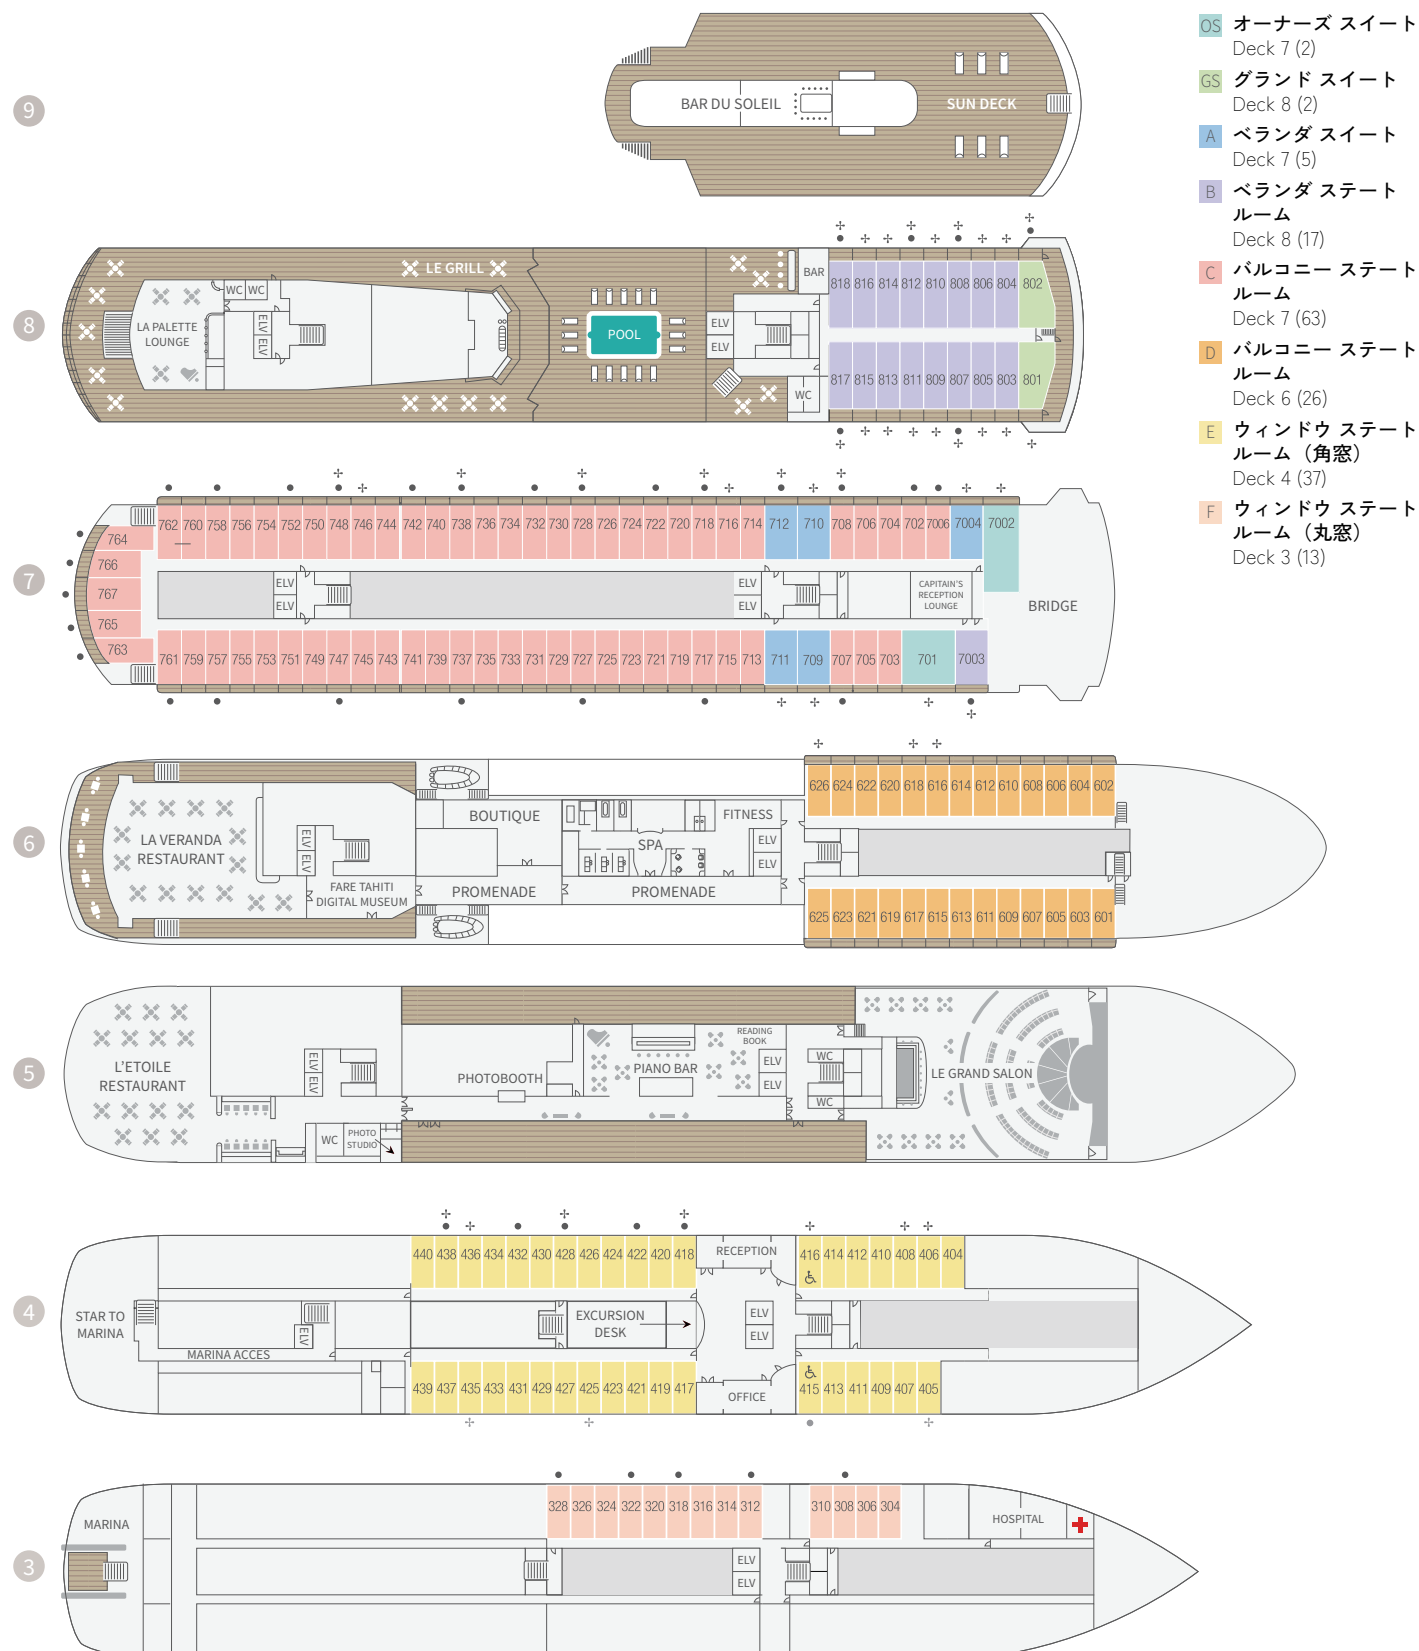 OS オーナーズ スイート
Deck 7 (2)
GS グランド スイート
Deck 8 (2)
A ベランダ スイート
Deck 7 (5)
B ベランダ ステート
ルーム
Deck 8 (17)
C バルコニー ステート
ルーム
Deck 7 (63)
D バルコニー ステート
ルーム
Deck 6 (26)
E ウィンドウ ステート
ルーム（角窓）
Deck 4 (37)
F ウィンドウ ステート
ルーム（丸窓）
Deck 3 (13)
9
BAR DU SOLEIL
SUN DECK
8
LE GRILL
WC WC
LA PALETTE
LOUNGE
ELV
ELV
POOL
BAR
ELV
ELV
WC
818 816 814 812 810 808 806 804 802
817 815 813 811 809 807 805 803 801
7
762 760 758 756 754 752 750 748 746 744 742 740 738 736 734 732 730 728 726 724 722 720 718 716 714 712 710 708 706 704 702 7006 7004 7002
764
766
767
765
763
ELV
ELV
ELV
ELV
CAPITAIN'S
RECEPTION
LOUNGE
BRIDGE
761 759 757 755 753 751 749 747 745 743 741 739 737 735 733 731 729 727 725 723 721 719 717 715 713 711 709 707 705 703 701 7003
6
626 624 622 620 618 616 614 612 610 608 606 604 602
LA VERANDA
RESTAURANT
ELV
ELV
BOUTIQUE
FITNESS
SPA
ELV
ELV
FARE TAHITI
DIGITAL MUSEUM
PROMENADE
PROMENADE
625 623 621 619 617 615 613 611 609 607 605 603 601
5
L'ETOILE
RESTAURANT
ELV
ELV
PHOTOBOOTH
PIANO BAR
READING
BOOK
ELV
ELV
WC
WC
LE GRAND SALON
WC
PHOTO
STUDIO
4
440 438 436 434 432 430 428 426 424 422 420 418
RECEPTION
416 414 412 410 408 406 404
STAR TO
MARINA
ELV
MARINA ACCES
EXCURSION
DESK
ELV
ELV
439 437 435 433 431 429 427 425 423 421 419 417
OFFICE
415 413 411 409 407 405
3
MARINA
328 326 324 322 320 318 316 314 312
310 308 306 304
HOSPITAL
ELV
ELV